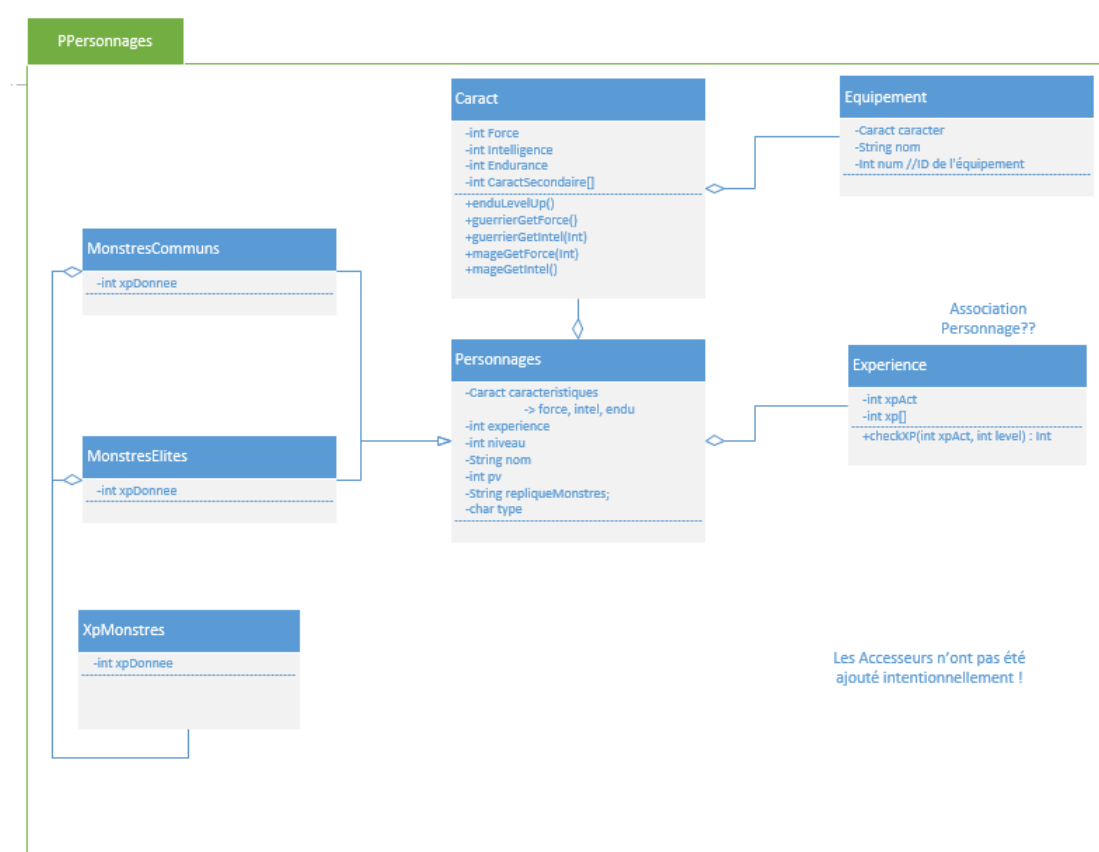 PPersonnages
Caract
-int Force
-int Intelligence
-int Endurance
-int CaractSecondaire[]
+enduLevelUp()
+guerrierGetForce()
+guerrierGetIntel(Int)
+mageGetForce(Int)
+mageGetIntel()
Equipement
-Caract caracter
-String nom
-Int num //ID de l'équipement
MonstresCommuns
-int xpDonnee
Personnages
-Caract caracteristiques
-> force, intel, endu
-int experience
-int niveau
-String nom
-int pv
-String repliqueMonstres;
-char type
Association
Personnage??
Experience
-int xpAct
-int xp[]
+checkXP(int xpAct, int level) : Int
MonstresElites
-int xpDonnee
XpMonstres
-int xpDonnee
Les Accesseurs n’ont pas été
ajouté intentionnellement !